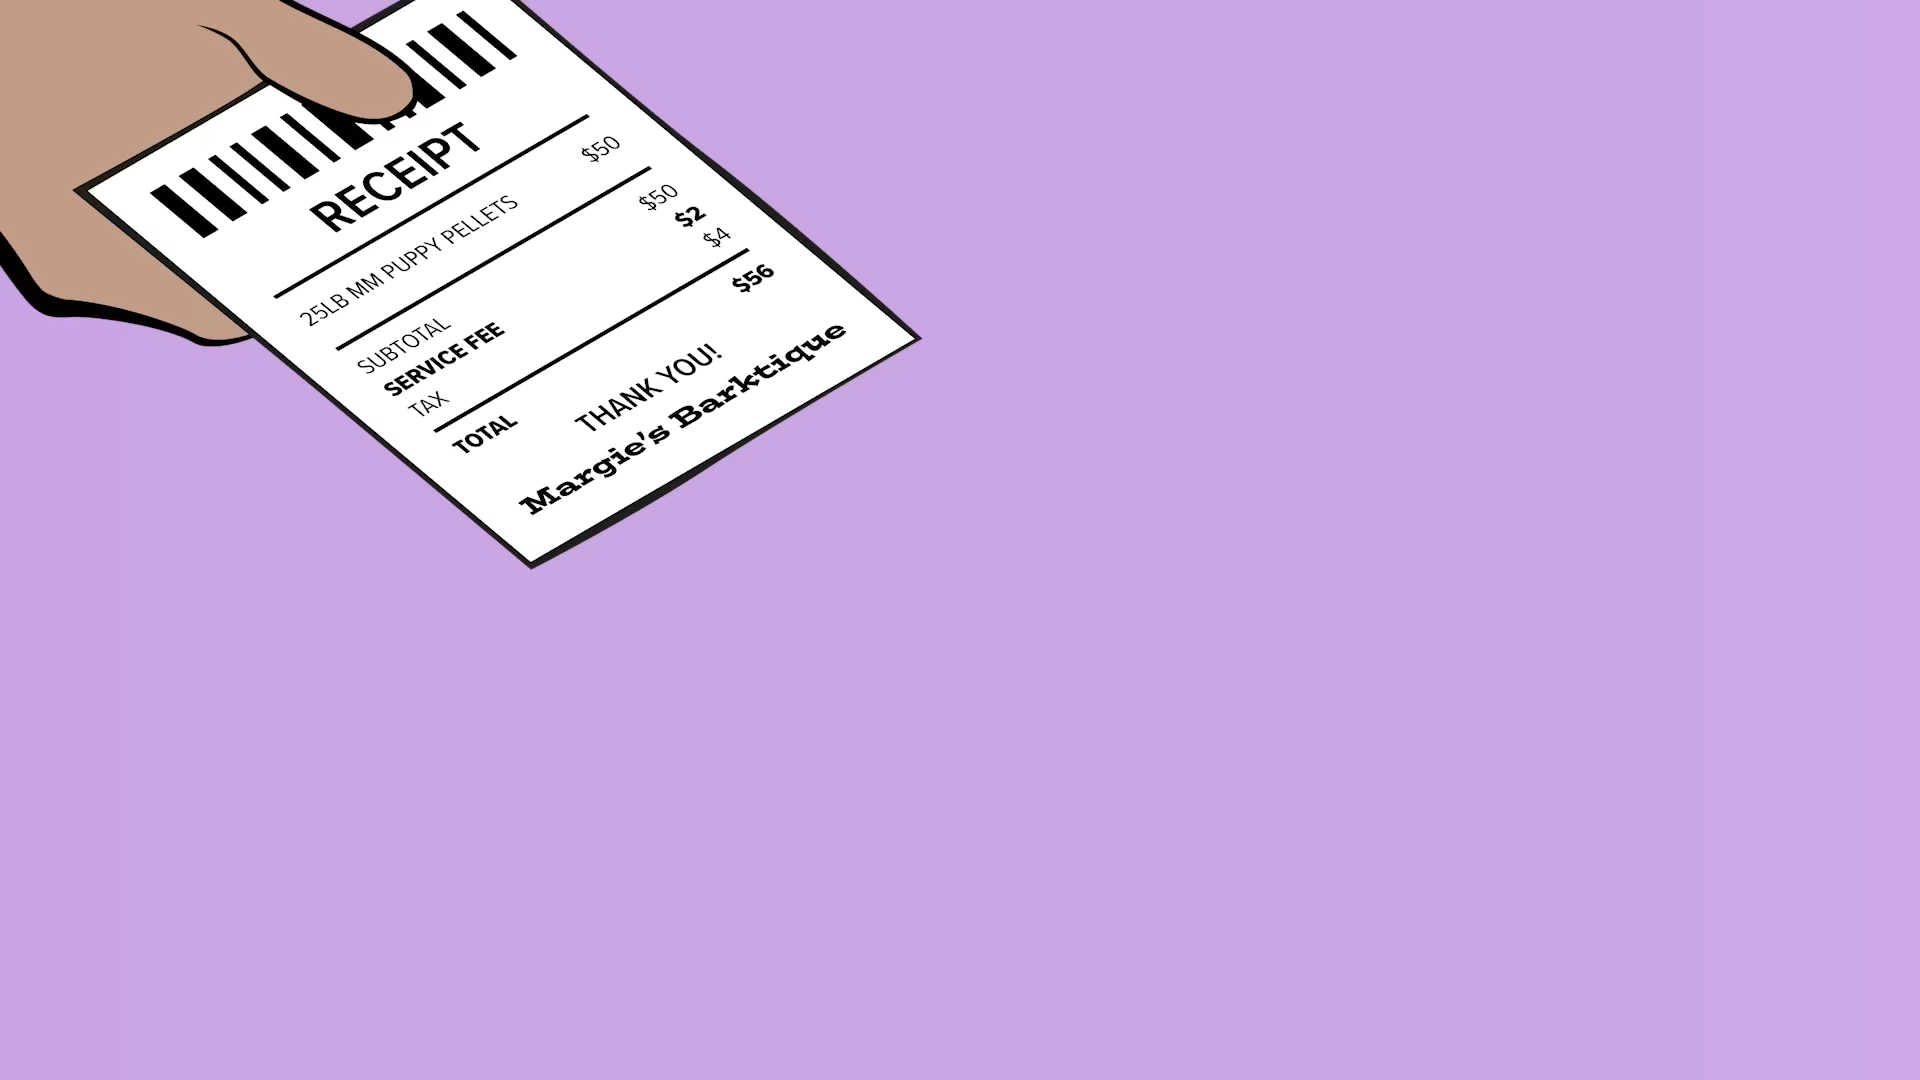 RECEIPT
25LB MM PUPPY PELLETS $50
SUBTOTAL $50
SERVICE FEE $2
TAX $4
TOTAL $56
THANK YOU!
Margie's Barktique